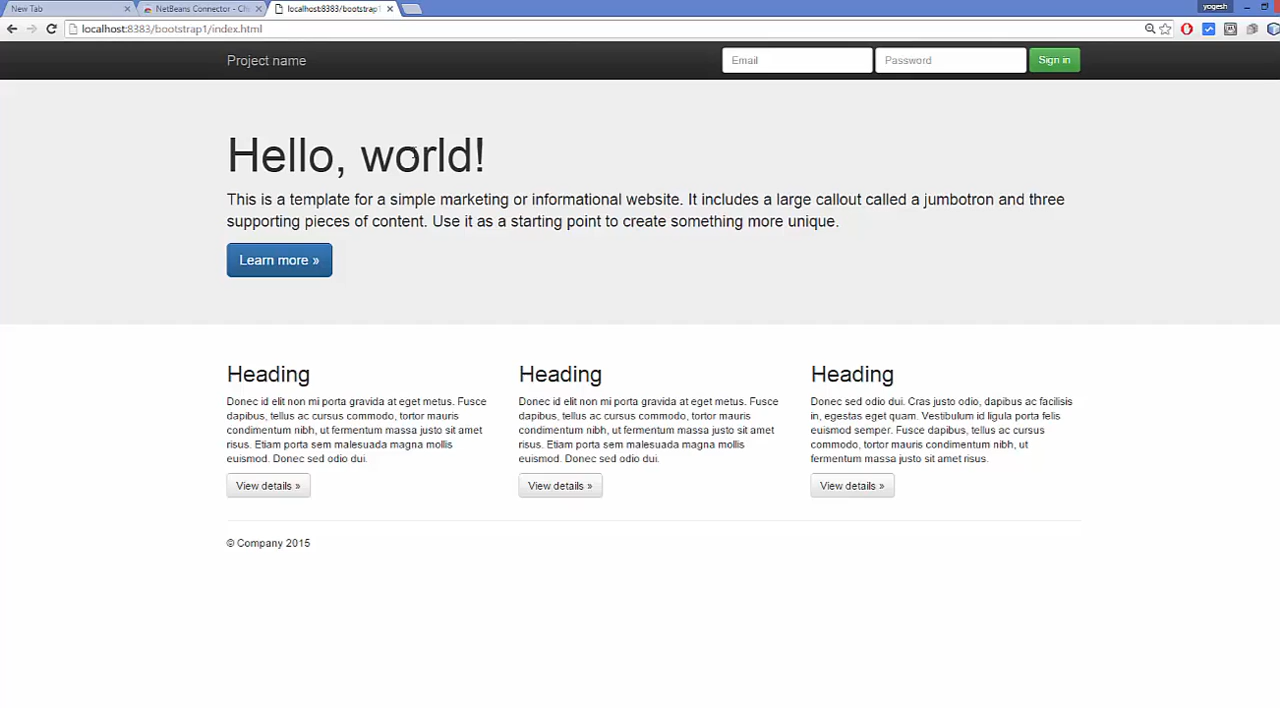 New Tab
NetBeans Connector - Ch
localhost:8383/bootstrap1
yogesh
localhost:8383/bootstrap1/index.html
Project name
Email
Password
Sign in
Hello, world!
This is a template for a simple marketing or informational website. It includes a large callout called a jumbotron and three
supporting pieces of content. Use it as a starting point to create something more unique.
Learn more »
Heading
Donec id elit non mi porta gravida at eget metus. Fusce
dapibus, tellus ac cursus commodo, tortor mauris
condimentum nibh, ut fermentum massa justo sit amet
risus. Etiam porta sem malesuada magna mollis
euismod. Donec sed odio dui.
View details »
Heading
Donec id elit non mi porta gravida at eget metus. Fusce
dapibus, tellus ac cursus commodo, tortor mauris
condimentum nibh, ut fermentum massa justo sit amet
risus. Etiam porta sem malesuada magna mollis
euismod. Donec sed odio dui.
View details »
Heading
Donec sed odio dui. Cras justo odio, dapibus ac facilisis
in, egestas eget quam. Vestibulum id ligula porta felis
euismod semper. Fusce dapibus, tellus ac cursus
commodo, tortor mauris condimentum nibh, ut
fermentum massa justo sit amet risus.
View details »
© Company 2015